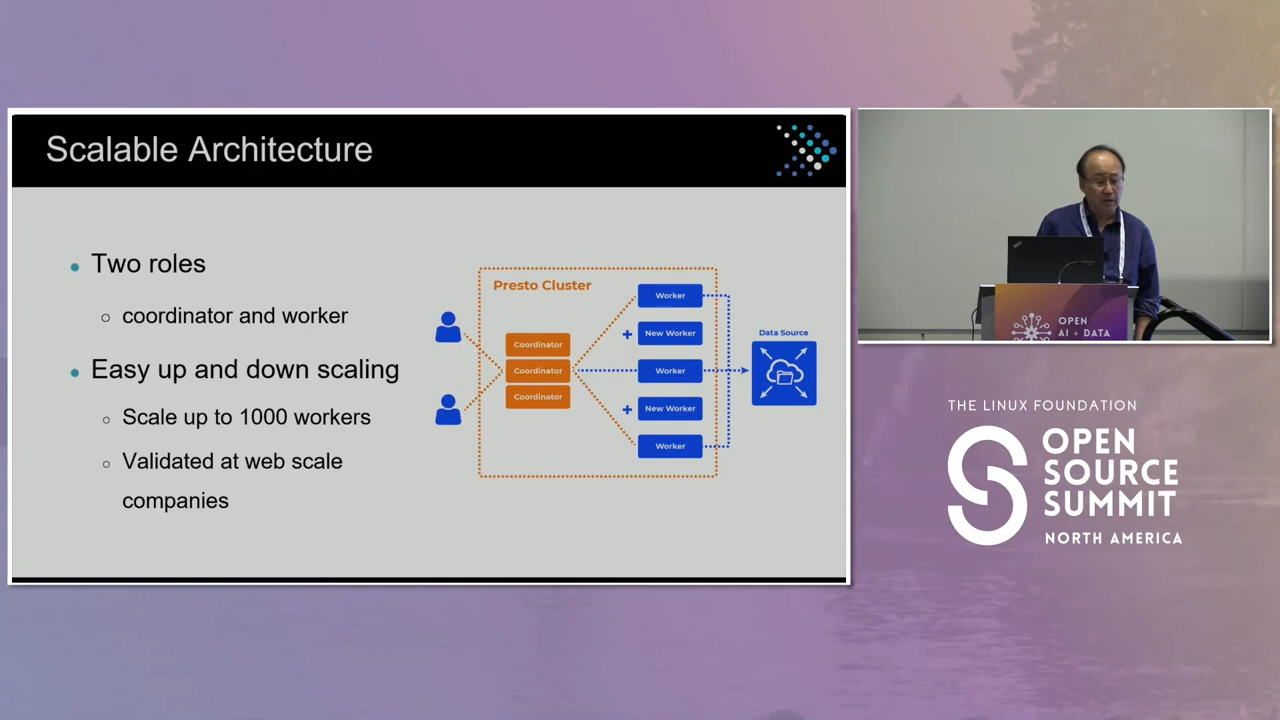 Scalable Architecture
Two roles
coordinator and worker
Easy up and down scaling
Scale up to 1000 workers
Validated at web scale
companies
Presto Cluster
Coordinator
Coordinator
Coordinator
Worker
+ New Worker
Worker
+ New Worker
Worker
Data Source
OPEN
AI + DATA
THE LINUX FOUNDATION
OPEN
SOURCE
SUMMIT
NORTH AMERICA